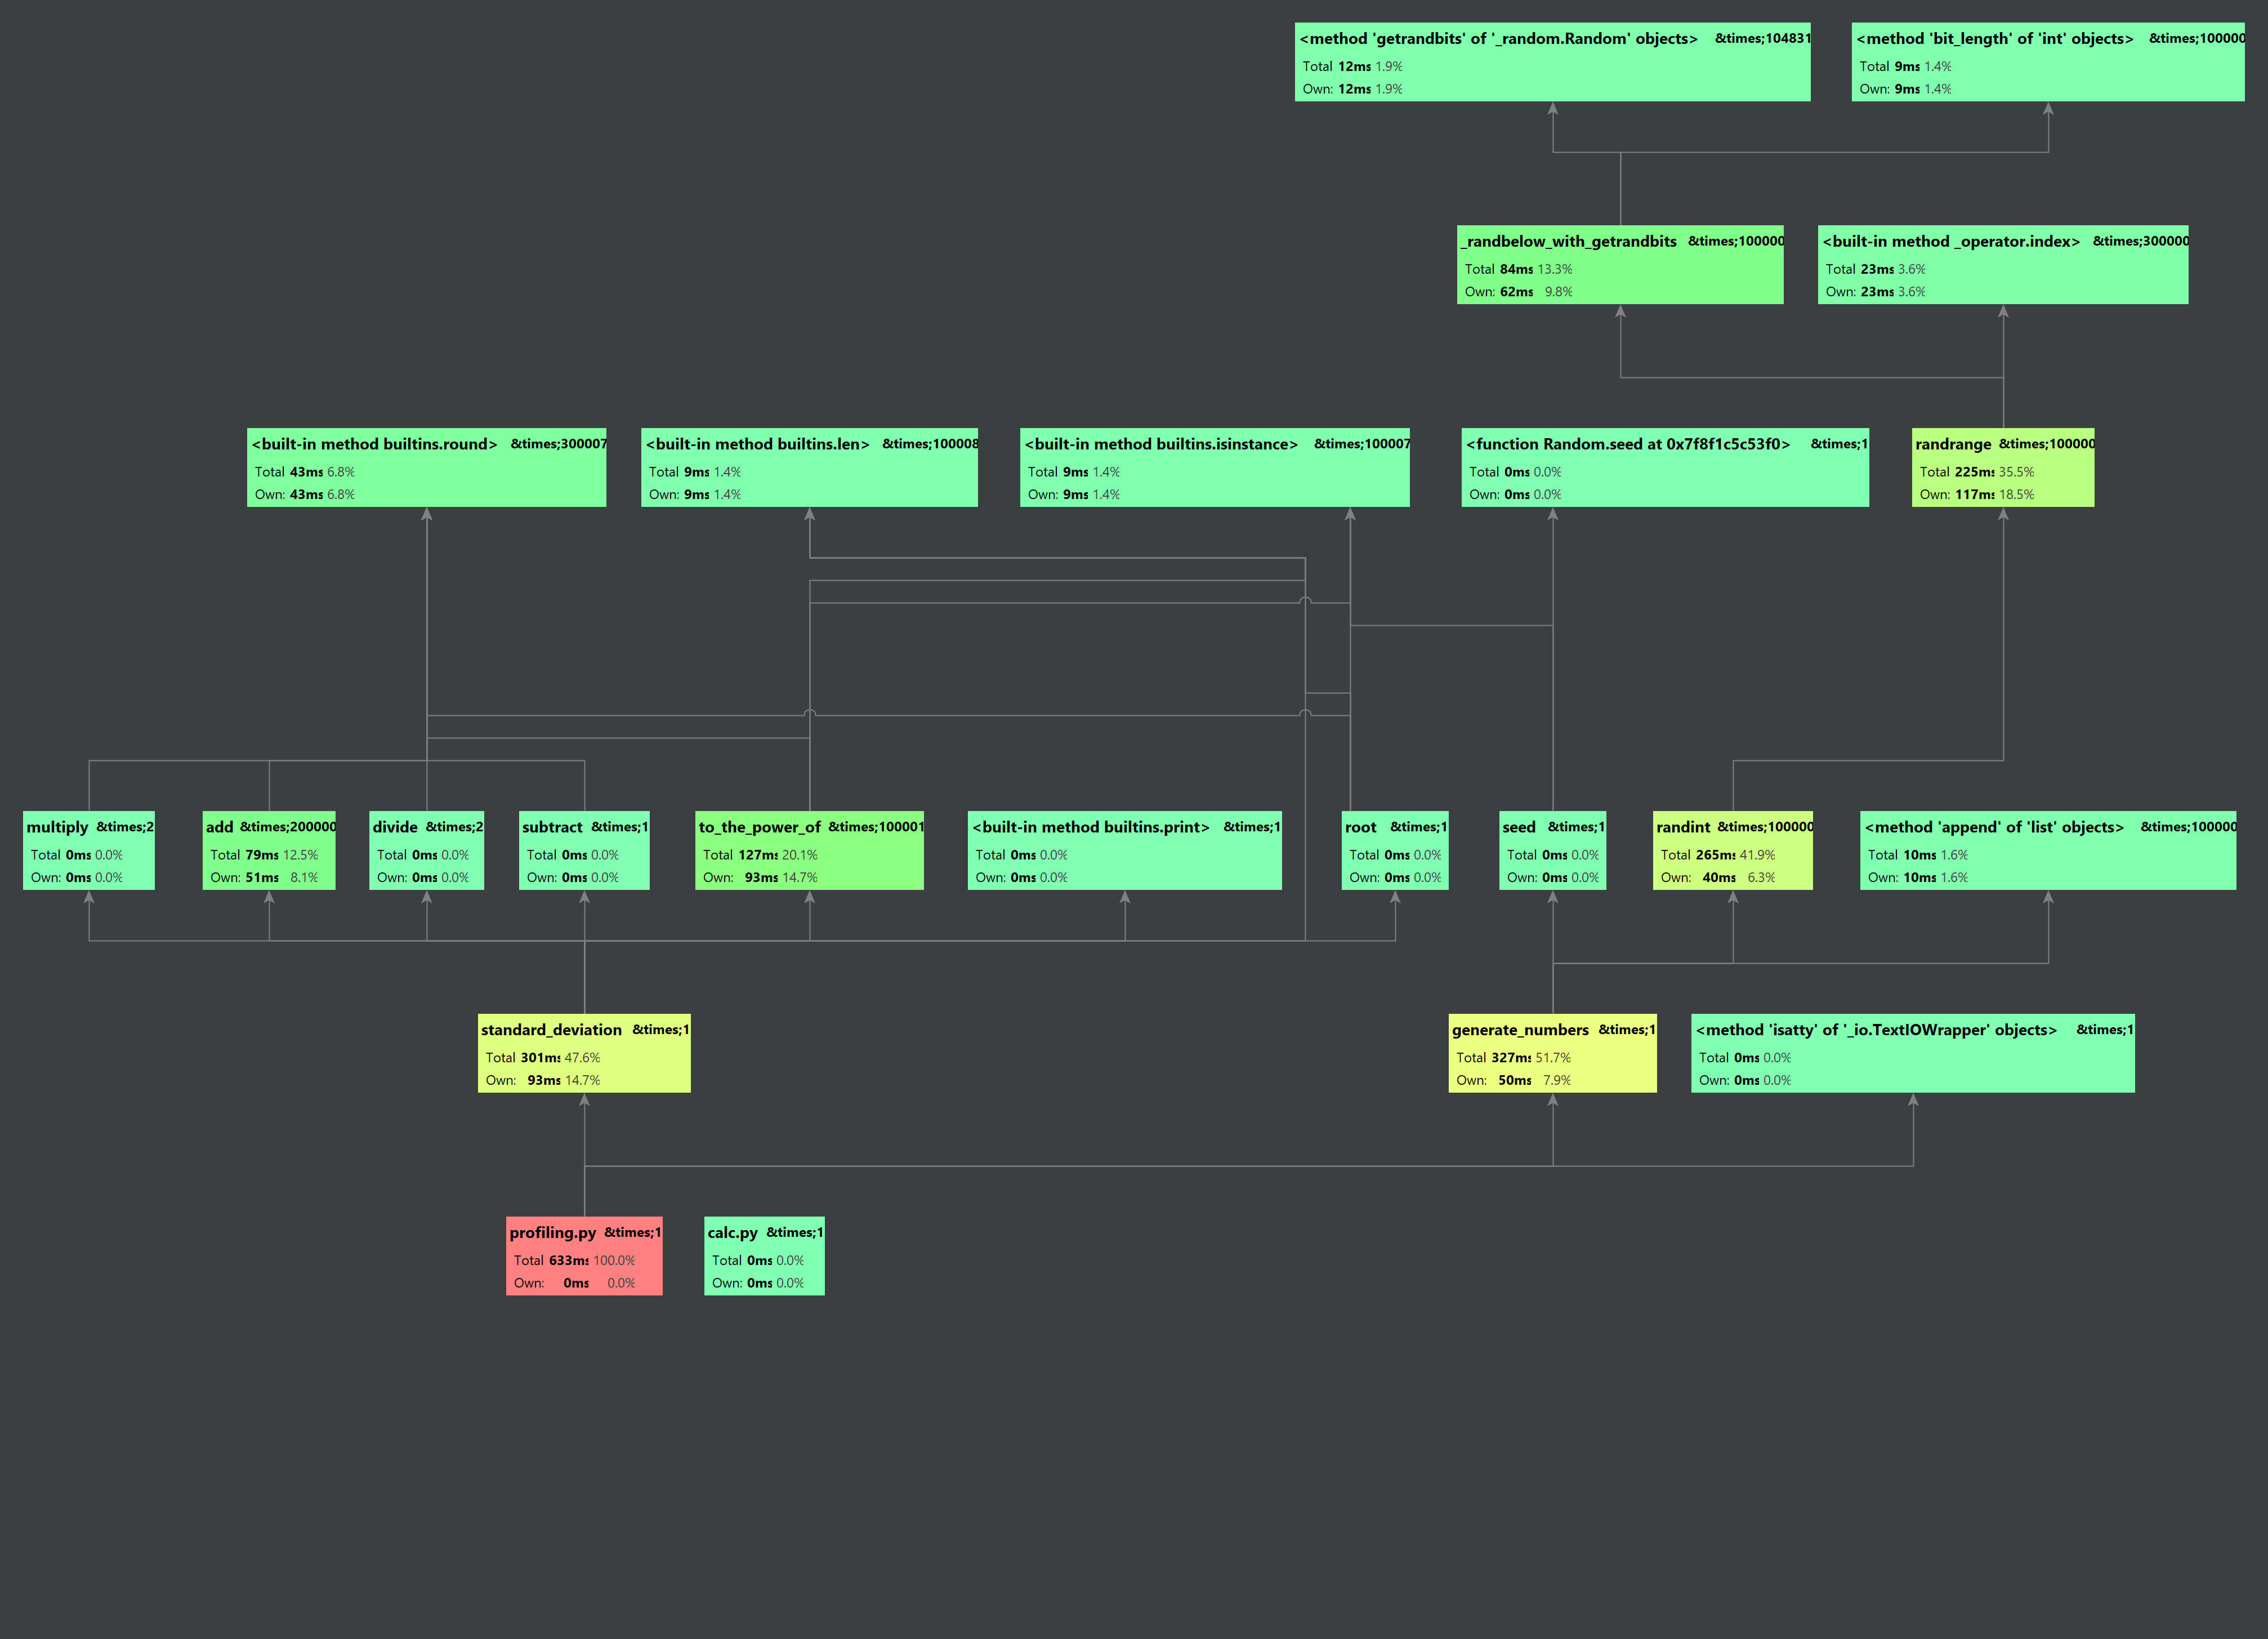 <method 'getrandbits' of '_random.Random' objects> &times;104831
Total 12ms 1.9%
Own: 12ms 1.9%
<method 'bit_length' of 'int' objects> &times;100000
Total 9ms 1.4%
Own: 9ms 1.4%
_randbelow_with_getrandbits &times;100000
Total 84ms 13.3%
Own: 62ms 9.8%
<built-in method _operator.index> &times;300000
Total 23ms 3.6%
Own: 23ms 3.6%
<built-in method builtins.round> &times;300007
Total 43ms 6.8%
Own: 43ms 6.8%
<built-in method builtins.len> &times;100008
Total 9ms 1.4%
Own: 9ms 1.4%
<built-in method builtins.isinstance> &times;100007
Total 9ms 1.4%
Own: 9ms 1.4%
<function Random.seed at 0x7f8f1c5c53f0> &times;1
Total 0ms 0.0%
Own: 0ms 0.0%
randrange &times;100000
Total 225ms 35.5%
Own: 117ms 18.5%
multiply &times;2
Total 0ms 0.0%
Own: 0ms 0.0%
add &times;200000
Total 79ms 12.5%
Own: 51ms 8.1%
divide &times;2
Total 0ms 0.0%
Own: 0ms 0.0%
subtract &times;1
Total 0ms 0.0%
Own: 0ms 0.0%
to_the_power_of &times;100001
Total 127ms 20.1%
Own: 93ms 14.7%
<built-in method builtins.print> &times;1
Total 0ms 0.0%
Own: 0ms 0.0%
root &times;1
Total 0ms 0.0%
Own: 0ms 0.0%
seed &times;1
Total 0ms 0.0%
Own: 0ms 0.0%
randint &times;100000
Total 265ms 41.9%
Own: 40ms 6.3%
<method 'append' of 'list' objects> &times;100000
Total 10ms 1.6%
Own: 10ms 1.6%
standard_deviation &times;1
Total 301ms 47.6%
Own: 93ms 14.7%
generate_numbers &times;1
Total 327ms 51.7%
Own: 50ms 7.9%
<method 'isatty' of '_io.TextIOWrapper' objects> &times;1
Total 0ms 0.0%
Own: 0ms 0.0%
profiling.py &times;1
Total 633ms 100.0%
Own: 0ms 0.0%
calc.py &times;1
Total 0ms 0.0%
Own: 0ms 0.0%